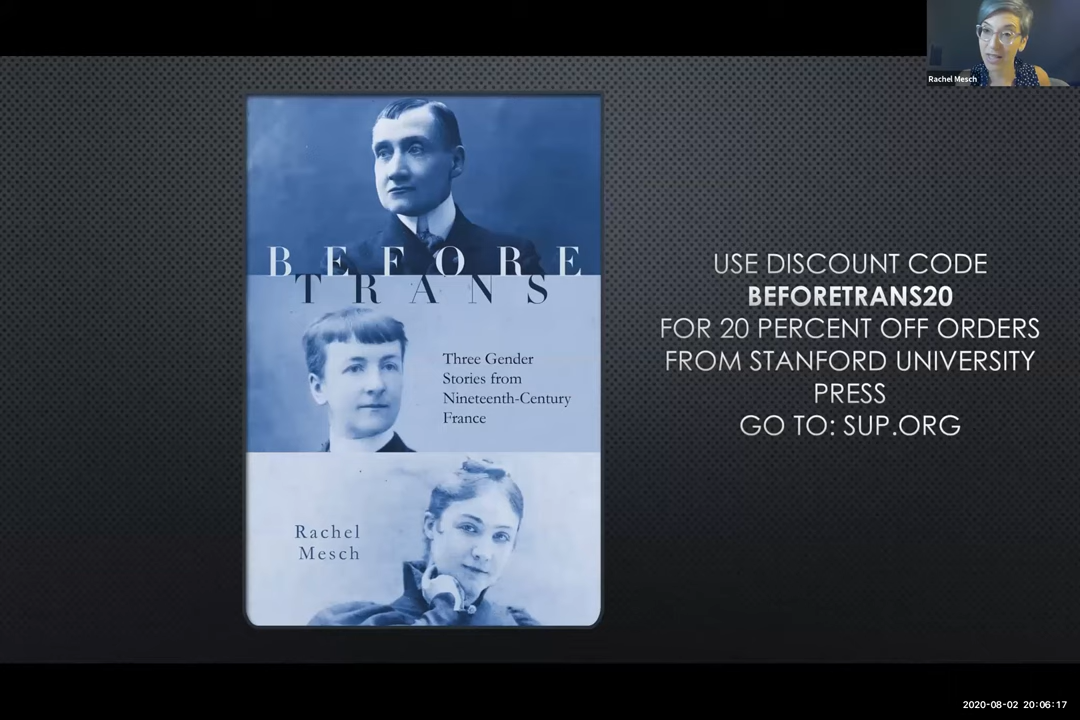 Rachel Mesch
BEFORE
TRANS
Three Gender
Stories from
Nineteenth-Century
France
Rachel
Mesch
USE DISCOUNT CODE
BEFORETRANS20
FOR 20 PERCENT OFF ORDERS
FROM STANFORD UNIVERSITY
PRESS
GO TO: SUP.ORG
2020-08-02 20:06:17